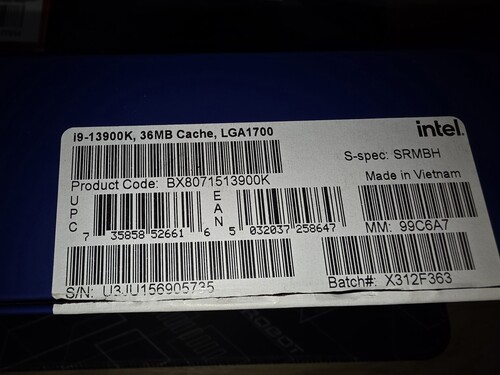 i9-13900K, 36MB Cache, LGA1700
intel.
S-spec: SRMBH
Product Code: BX8071513900K
Made in Vietnam
UPC
7 35858 52661 6
EAN
5 032037 258647
MM: 99C6A7
S/N: U3JU156905735
Batch#: X312F363